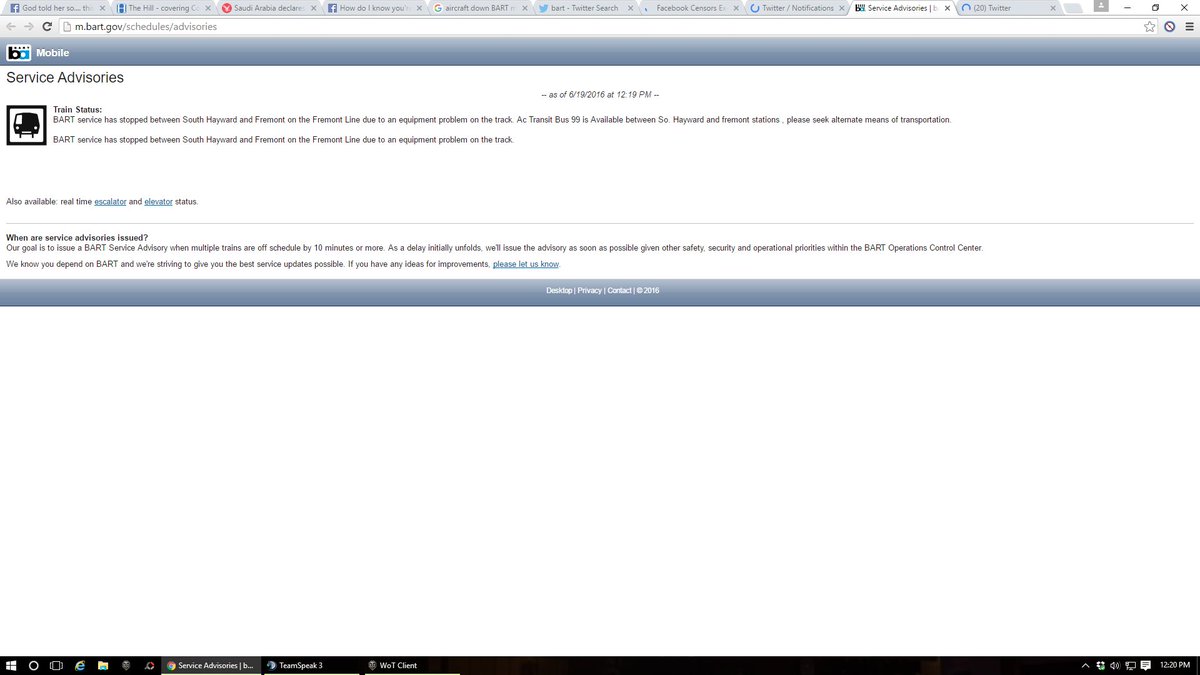 God told her so.... this
The Hill - covering Co
Saudi Arabia declares
How do I know you're
aircraft down BART m
bart - Twitter Search
Facebook Censors Ex
Twitter / Notifications
Service Advisories | b
(20) Twitter
m.bart.gov/schedules/advisories
ba Mobile
Service Advisories
-- as of 6/19/2016 at 12:19 PM --
Train Status:
BART service has stopped between South Hayward and Fremont on the Fremont Line due to an equipment problem on the track. Ac Transit Bus 99 is Available between So. Hayward and fremont stations , please seek alternate means of transportation.
BART service has stopped between South Hayward and Fremont on the Fremont Line due to an equipment problem on the track.
Also available: real time escalator and elevator status.
When are service advisories issued?
Our goal is to issue a BART Service Advisory when multiple trains are off schedule by 10 minutes or more. As a delay initially unfolds, we'll issue the advisory as soon as possible given other safety, security and operational priorities within the BART Operations Control Center.
We know you depend on BART and we're striving to give you the best service updates possible. If you have any ideas for improvements, please let us know.
Desktop | Privacy | Contact | © 2016
Service Advisories | b...
TeamSpeak 3
WoT Client
12:20 PM